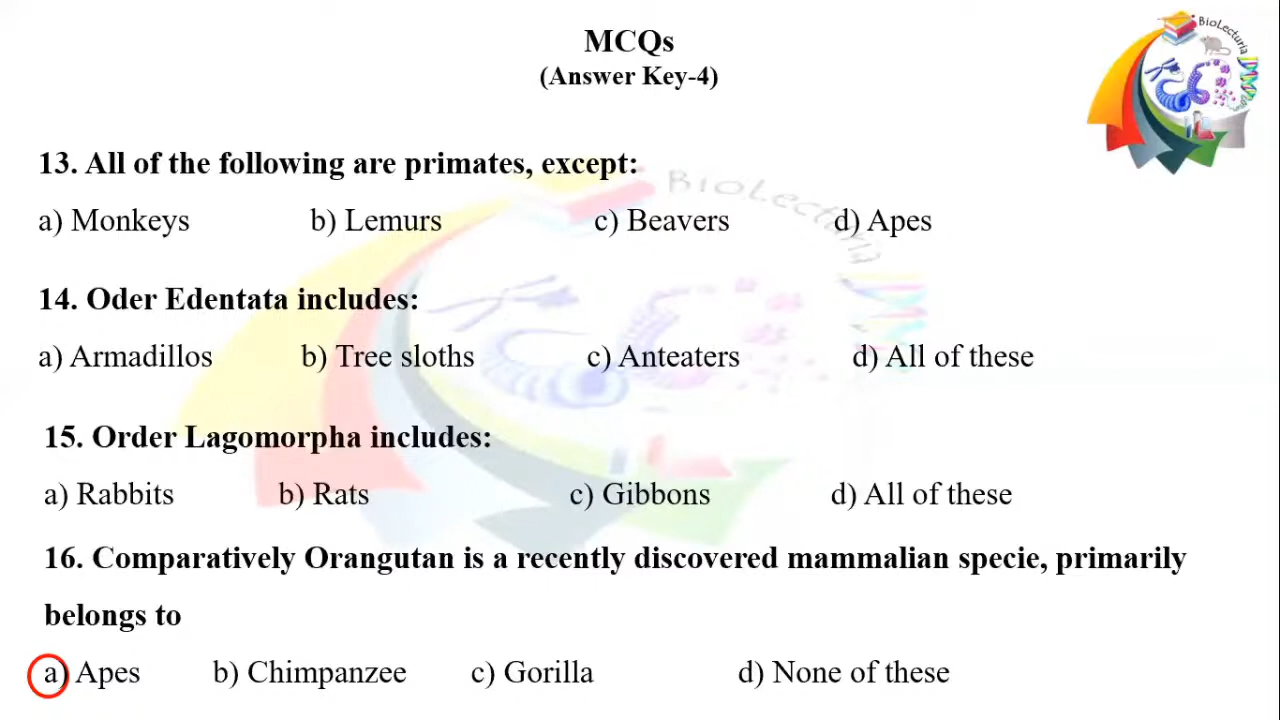 MCQs
(Answer Key-4)
BioLecturia
13. All of the following are primates, except:
a) Monkeys b) Lemurs c) Beavers d) Apes
BioLecturia
14. Oder Edentata includes:
a) Armadillos b) Tree sloths c) Anteaters d) All of these
15. Order Lagomorpha includes:
a) Rabbits b) Rats c) Gibbons d) All of these
16. Comparatively Orangutan is a recently discovered mammalian specie, primarily
belongs to
a) Apes b) Chimpanzee c) Gorilla d) None of these